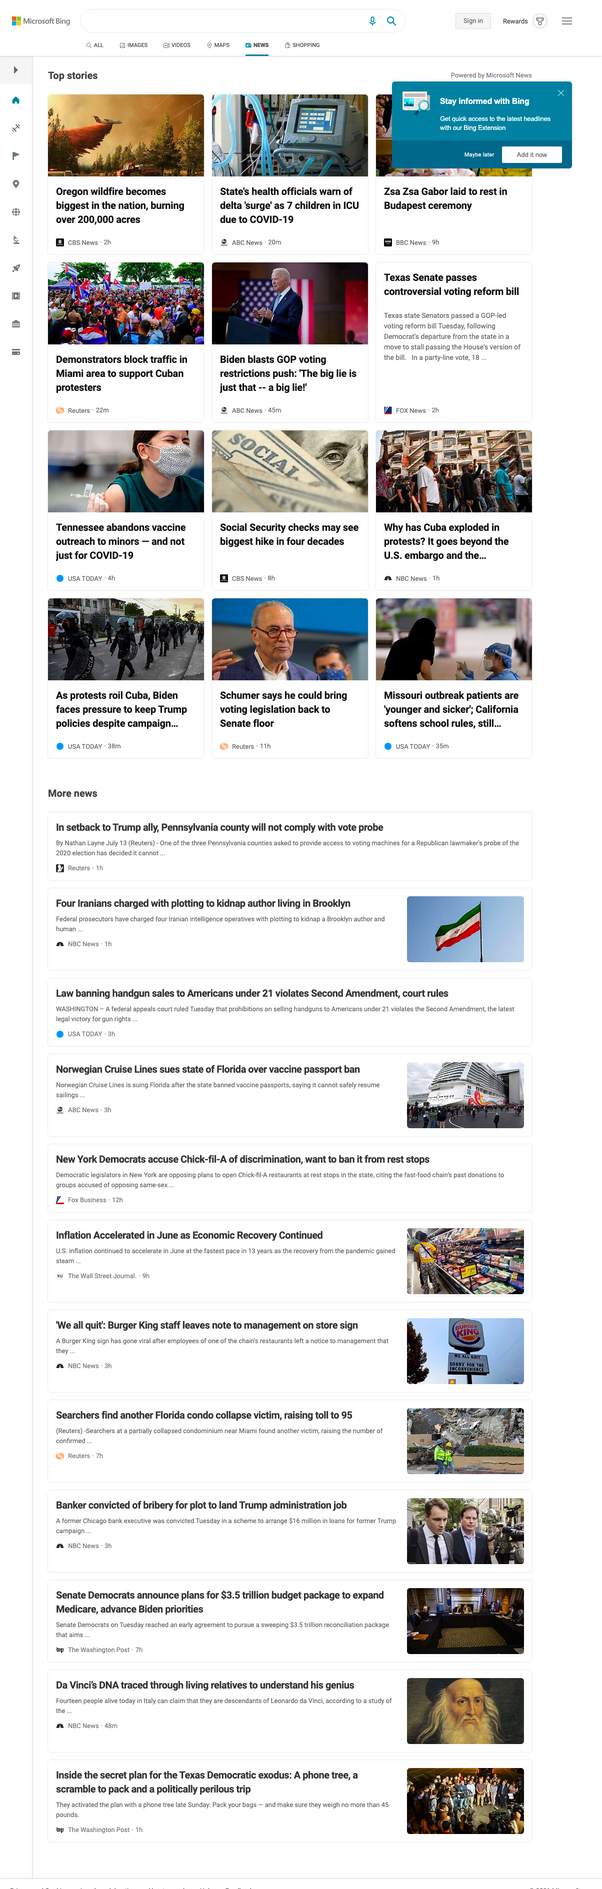 Microsoft Bing
Sign in
Rewards
ALL
IMAGES
VIDEOS
MAPS
NEWS
SHOPPING
Top stories
Powered by Microsoft News
Stay informed with Bing
Get quick access to the latest headlines
with our Bing Extension
Maybe later
Add it now
Oregon wildfire becomes
biggest in the nation, burning
over 200,000 acres
CBS News · 2h
State's health officials warn of
delta 'surge' as 7 children in ICU
due to COVID-19
ABC News · 20m
Zsa Zsa Gabor laid to rest in
Budapest ceremony
BBC News · 9h
Demonstrators block traffic in
Miami area to support Cuban
protesters
Reuters · 22m
Biden blasts GOP voting
restrictions push: 'The big lie is
just that -- a big lie!'
ABC News · 45m
Texas Senate passes
controversial voting reform bill
Texas state Senators passed a GOP-led
voting reform bill Tuesday, following
Democrat's departure from the state in a
move to stall passing the House's version of
the bill. In a party-line vote, 18 ...
FOX News · 2h
Tennessee abandons vaccine
outreach to minors — and not
just for COVID-19
USA TODAY · 4h
SOCIAL
Social Security checks may see
biggest hike in four decades
CBS News · 8h
Why has Cuba exploded in
protests? It goes beyond the
U.S. embargo and the...
NBC News · 1h
As protests roil Cuba, Biden
faces pressure to keep Trump
policies despite campaign...
USA TODAY · 38m
Schumer says he could bring
voting legislation back to
Senate floor
Reuters · 11h
Missouri outbreak patients are
'younger and sicker'; California
softens school rules, still...
USA TODAY · 35m
More news
In setback to Trump ally, Pennsylvania county will not comply with vote probe
By Nathan Layne July 13 (Reuters) - One of the three Pennsylvania counties asked to provide access to voting machines for a Republican lawmaker's probe of the
2020 election has decided it cannot ...
Reuters · 1h
Four Iranians charged with plotting to kidnap author living in Brooklyn
Federal prosecutors have charged four Iranian intelligence operatives with plotting to kidnap a Brooklyn author and
human ...
NBC News · 1h
Law banning handgun sales to Americans under 21 violates Second Amendment, court rules
WASHINGTON – A federal appeals court ruled Tuesday that prohibitions on selling handguns to Americans under 21 violates the Second Amendment, the latest
legal victory for gun rights ...
USA TODAY · 3h
Norwegian Cruise Lines sues state of Florida over vaccine passport ban
Norwegian Cruise Lines is suing Florida after the state banned vaccine passports, saying it cannot safely resume
sailings ...
ABC News · 3h
New York Democrats accuse Chick-fil-A of discrimination, want to ban it from rest stops
Democratic legislators in New York are opposing plans to open Chick-fil-A restaurants at rest stops in the state, citing the fast-food chain's past donations to
groups accused of opposing same-sex ...
Fox Business · 12h
Inflation Accelerated in June as Economic Recovery Continued
U.S. inflation continued to accelerate in June at the fastest pace in 13 years as the recovery from the pandemic gained
steam ...
The Wall Street Journal. · 9h
'We all quit': Burger King staff leaves note to management on store sign
A Burger King sign has gone viral after employees of one of the chain's restaurants left a notice to management that
they ...
NBC News · 3h
BURGER
KING
WE ALL QUIT
SORRY FOR THE
INCONVENIENCE
Searchers find another Florida condo collapse victim, raising toll to 95
(Reuters) -Searchers at a partially collapsed condominium near Miami found another victim, raising the number of
confirmed ...
Reuters · 7h
Banker convicted of bribery for plot to land Trump administration job
A former Chicago bank executive was convicted Tuesday in a scheme to arrange $16 million in loans for former Trump
campaign ...
NBC News · 3h
Senate Democrats announce plans for $3.5 trillion budget package to expand
Medicare, advance Biden priorities
Senate Democrats on Tuesday reached an early agreement to pursue a sweeping $3.5 trillion reconciliation package
that aims ...
The Washington Post · 7h
Da Vinci's DNA traced through living relatives to understand his genius
Fourteen people alive today in Italy can claim that they are descendants of Leonardo da Vinci, according to a study of
the ...
NBC News · 48m
Inside the secret plan for the Texas Democratic exodus: A phone tree, a
scramble to pack and a politically perilous trip
They activated the plan with a phone tree late Sunday: Pack your bags — and make sure they weigh no more than 45
pounds.
The Washington Post · 1h